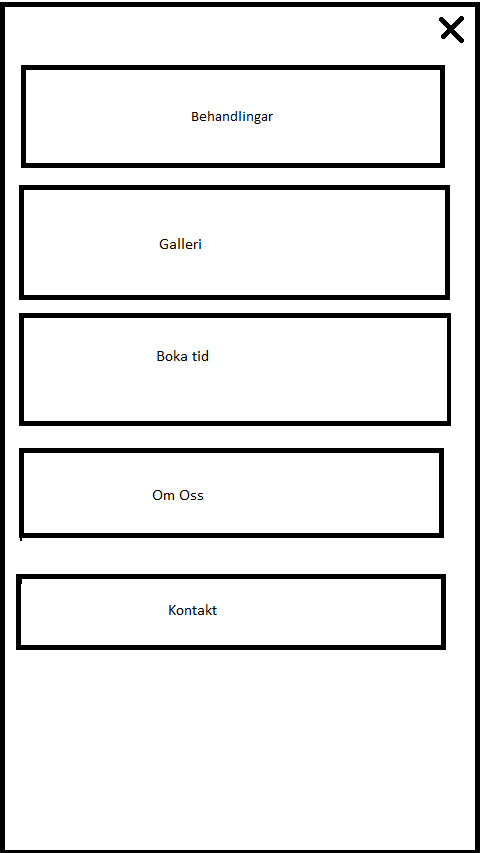 Behandlingar
Galleri
Boka tid
Om Oss
Kontakt